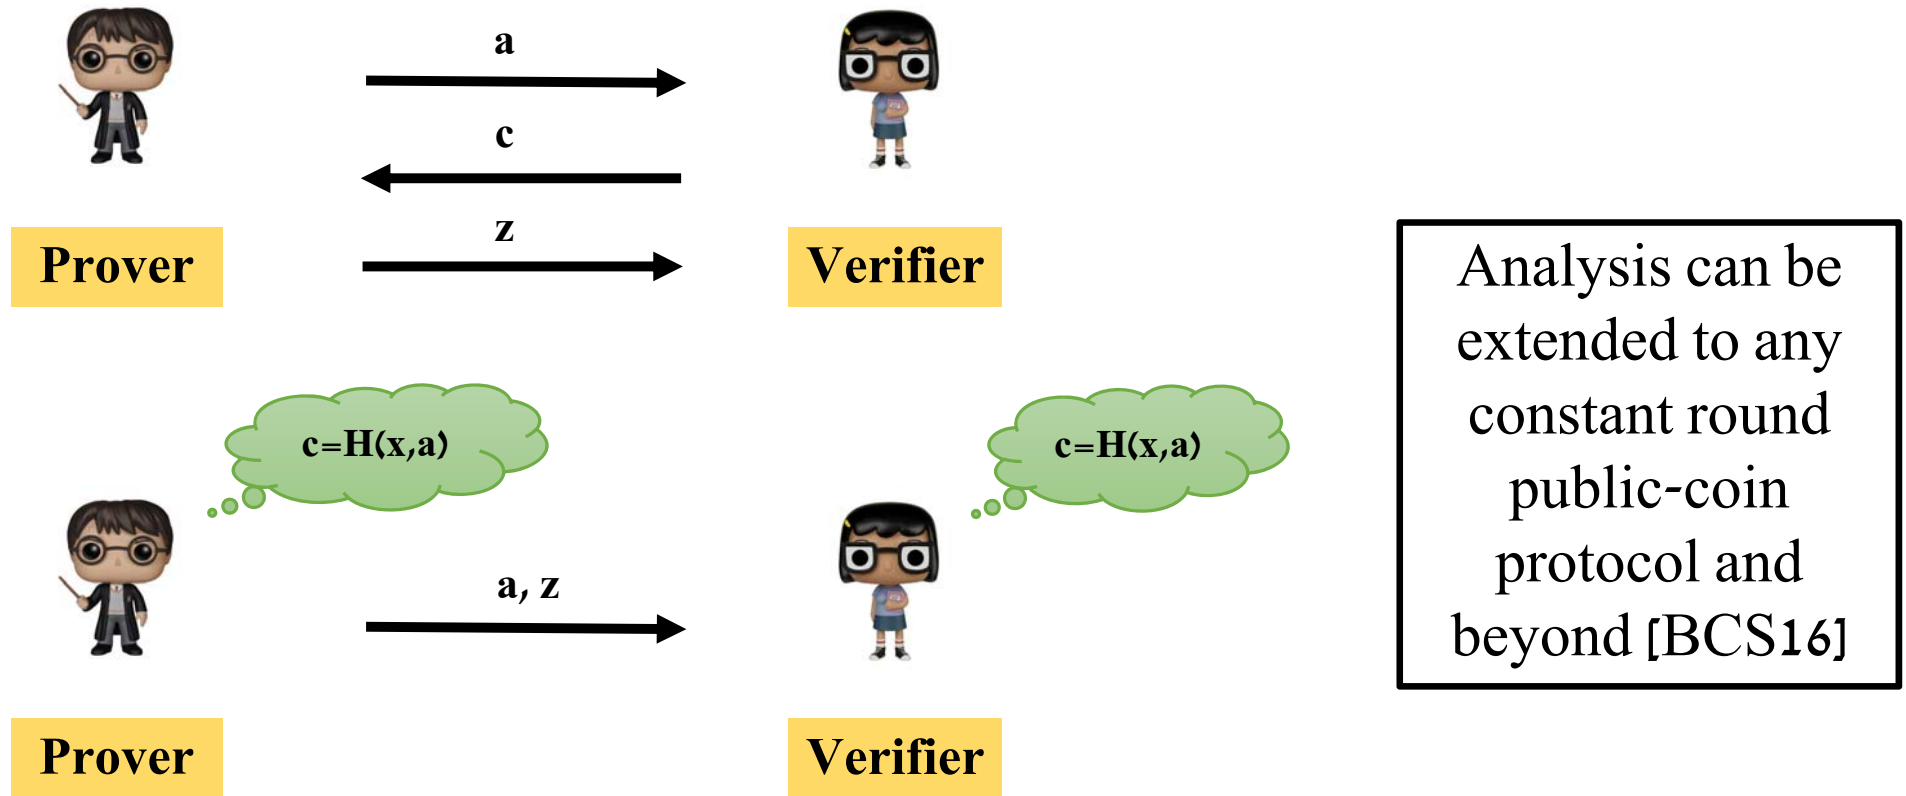 a
c
z
Prover
Verifier
c=H(x,a)
c=H(x,a)
a, z
Prover
Verifier
Analysis can be
extended to any
constant round
public-coin
protocol and
beyond [BCS16]